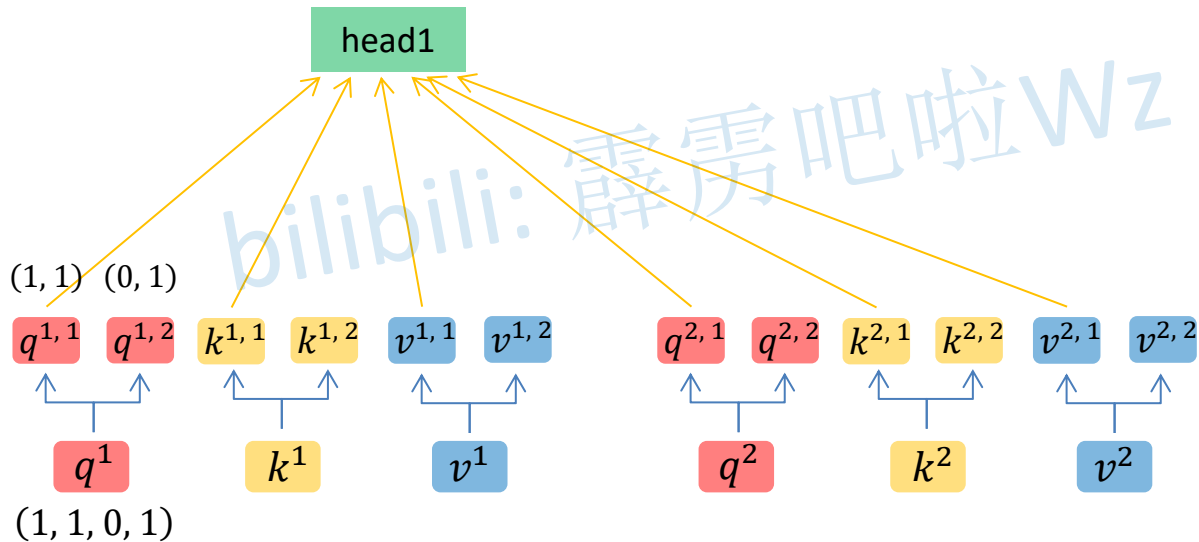 head1
bilibili: 霹雳吧啦Wz
(1, 1) (0, 1)
q^{1, 1} q^{1, 2} k^{1, 1} k^{1, 2} v^{1, 1} v^{1, 2} q^{2, 1} q^{2, 2} k^{2, 1} k^{2, 2} v^{2, 1} v^{2, 2}
q^1 k^1 v^1 q^2 k^2 v^2
(1, 1, 0, 1)